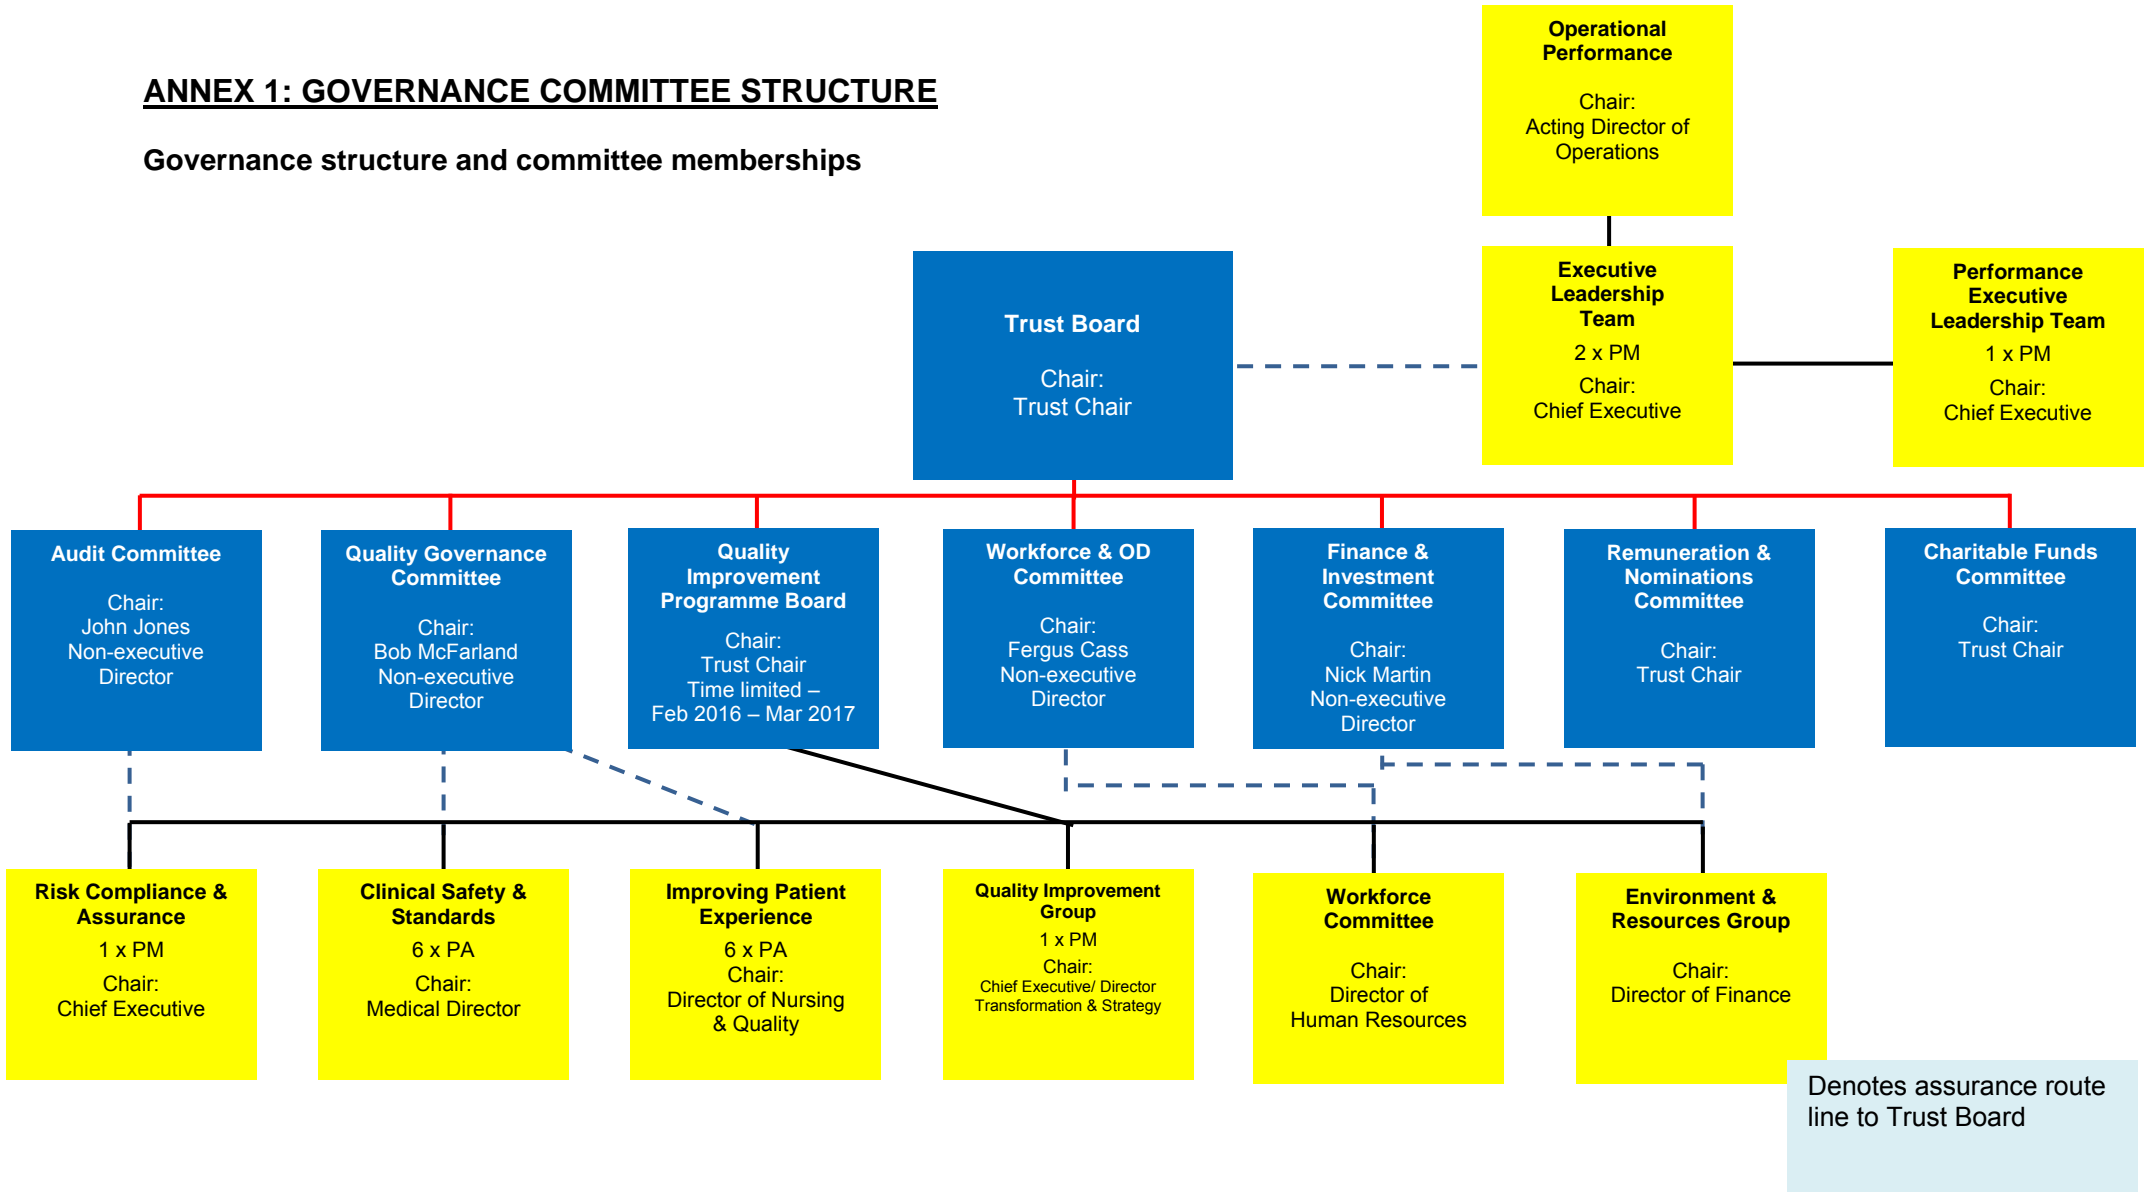 ANNEX 1: GOVERNANCE COMMITTEE STRUCTURE
Governance structure and committee memberships
Operational
Performance
Chair:
Acting Director of
Operations
Trust Board
Chair:
Trust Chair
Executive
Leadership
Team
2 x PM
Chair:
Chief Executive
Performance
Executive
Leadership Team
1 x PM
Chair:
Chief Executive
Audit Committee
Chair:
John Jones
Non-executive
Director
Quality Governance
Committee
Chair:
Bob McFarland
Non-executive
Director
Quality
Improvement
Programme Board
Chair:
Trust Chair
Time limited –
Feb 2016 – Mar 2017
Workforce & OD
Committee
Chair:
Fergus Cass
Non-executive
Director
Finance &
Investment
Committee
Chair:
Nick Martin
Non-executive
Director
Remuneration &
Nominations
Committee
Chair:
Trust Chair
Charitable Funds
Committee
Chair:
Trust Chair
Risk Compliance &
Assurance
1 x PM
Chair:
Chief Executive
Clinical Safety &
Standards
6 x PA
Chair:
Medical Director
Improving Patient
Experience
6 x PA
Chair:
Director of Nursing
& Quality
Quality Improvement
Group
1 x PM
Chair:
Chief Executive/ Director
Transformation & Strategy
Workforce
Committee
Chair:
Director of
Human Resources
Environment &
Resources Group
Chair:
Director of Finance
Denotes assurance route
line to Trust Board